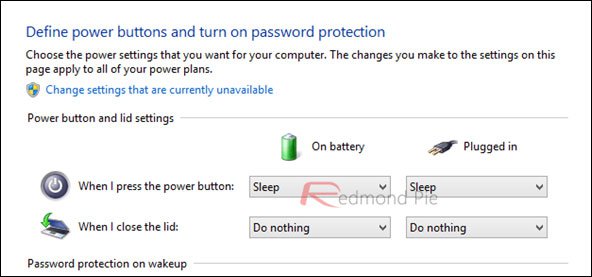 Define power buttons and turn on password protection
Choose the power settings that you want for your computer. The changes you make to the settings on this
page apply to all of your power plans.
Change settings that are currently unavailable
Power button and lid settings
On battery Plugged in
When I press the power button: Sleep Sleep
Redmond Pie
When I close the lid: Do nothing Do nothing
Password protection on wakeup